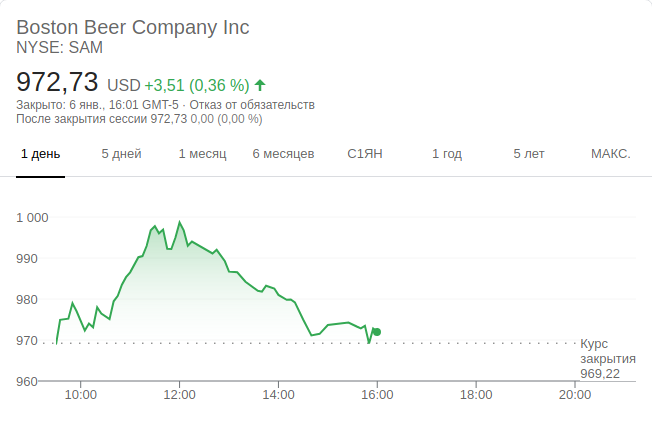 Boston Beer Company Inc
NYSE: SAM
972,73 USD +3,51 (0,36 %)
Закрыто: 6 янв., 16:01 GMT-5 · Отказ от обязательств
После закрытия сессии 972,73 0,00 (0,00 %)
1 день 5 дней 1 месяц 6 месяцев С1ЯН 1 год 5 лет МАКС.
1 000
990
980
970
Курс
закрытия
969,22
960
10:00 12:00 14:00 16:00 18:00 20:00